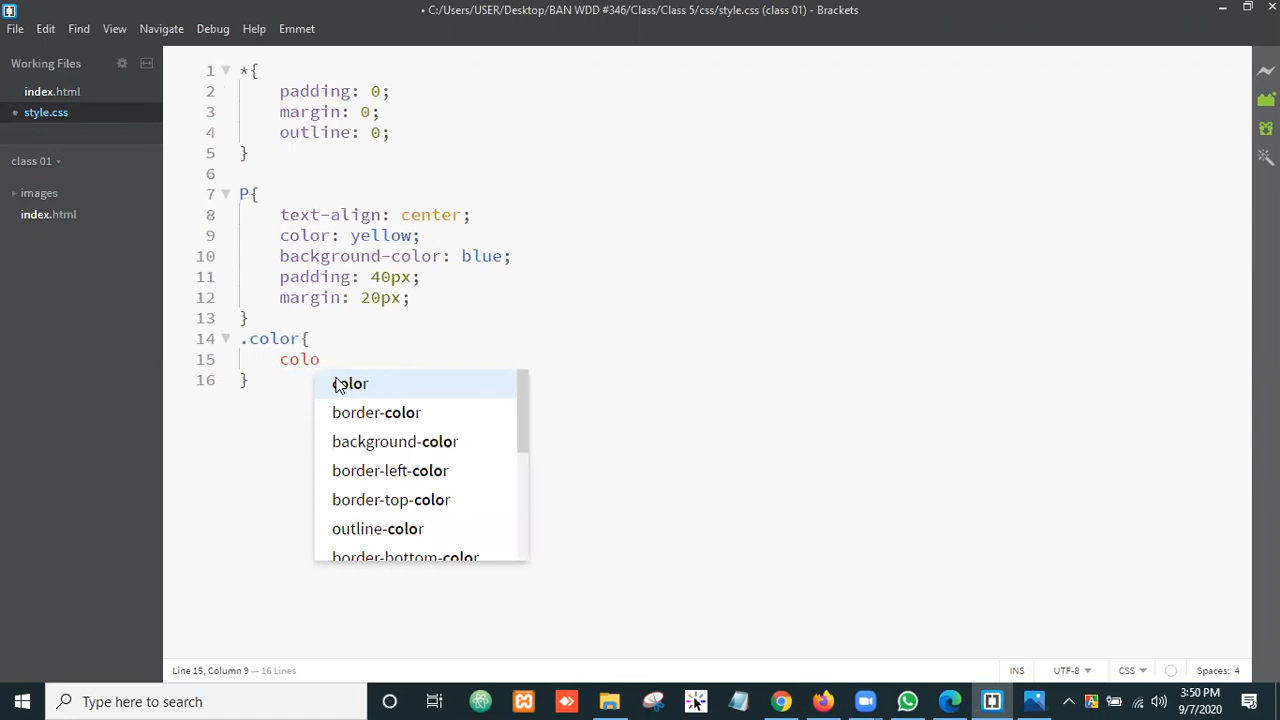 • C:/Users/USER/Desktop/BAN WDD #346/Class/Class 5/css/style.css (class 01) - Brackets
File Edit Find View Navigate Debug Help Emmet
Working Files
index.html
style.css
class 01
images
index.html
1 *{
2 padding: 0;
3 margin: 0;
4 outline: 0;
5 }
6
7 P{
8 text-align: center;
9 color: yellow;
10 background-color: blue;
11 padding: 40px;
12 margin: 20px;
13 }
14 .color{
15 colo
16 }
color
border-color
background-color
border-left-color
border-top-color
outline-color
border-bottom-color
Line 15, Column 9 — 16 Lines
INS UTF-8 CSS Spaces: 4
Type here to search
3:50 PM
9/7/2020